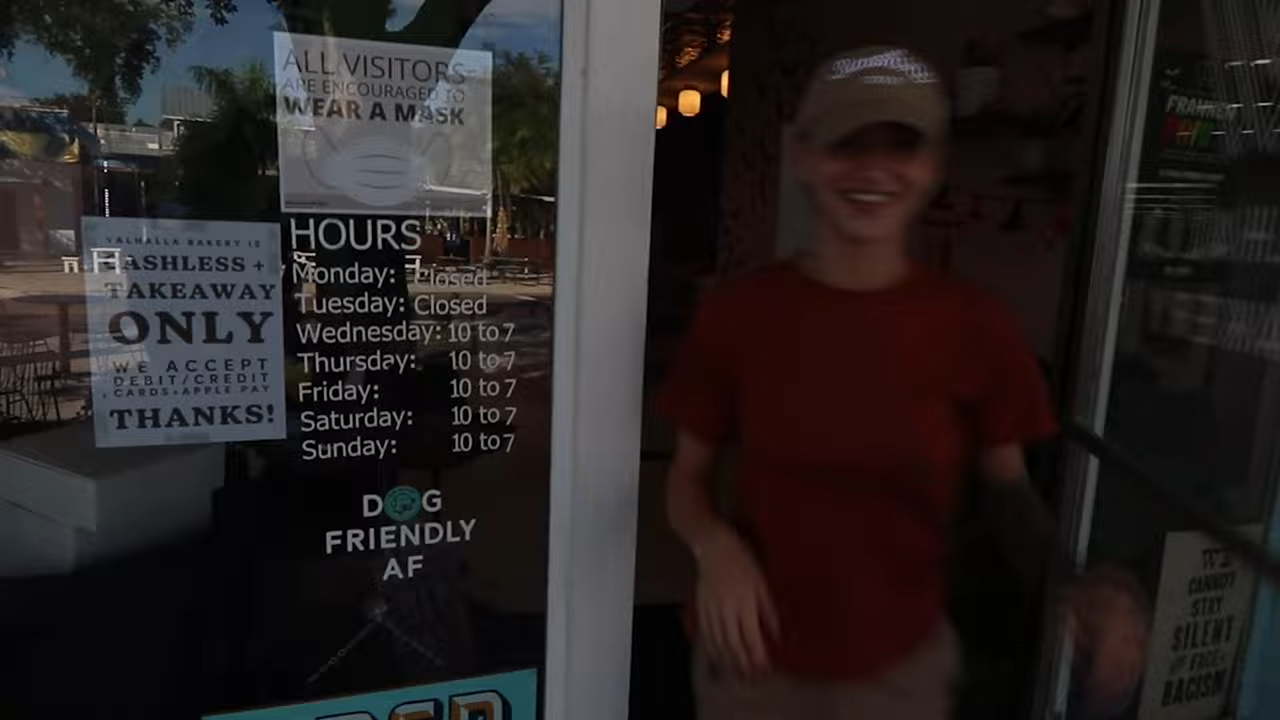 ALL VISITORS
ARE ENCOURAGED TO
WEAR A MASK
VALHALLA BAKERY IS
CASHLESS +
TAKEAWAY
ONLY
WE ACCEPT
DEBIT/CREDIT
CARDS+APPLE PAY
THANKS!
HOURS
Monday: Closed
Tuesday: Closed
Wednesday: 10 to 7
Thursday: 10 to 7
Friday: 10 to 7
Saturday: 10 to 7
Sunday: 10 to 7
DOG
FRIENDLY
AF
WE
CANNOT
STAY
SILENT
RACISM